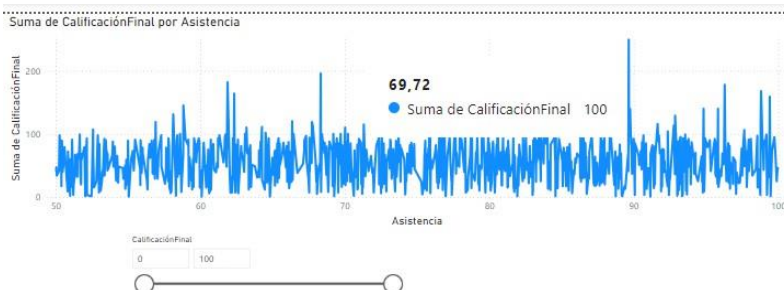 Suma de CalificaciónFinal por Asistencia
Suma de CalificaciónFinal
200
100
0
69,72
Suma de CalificaciónFinal 100
50 60 70 80 90 100
Asistencia
CalificaciónFinal
0 100